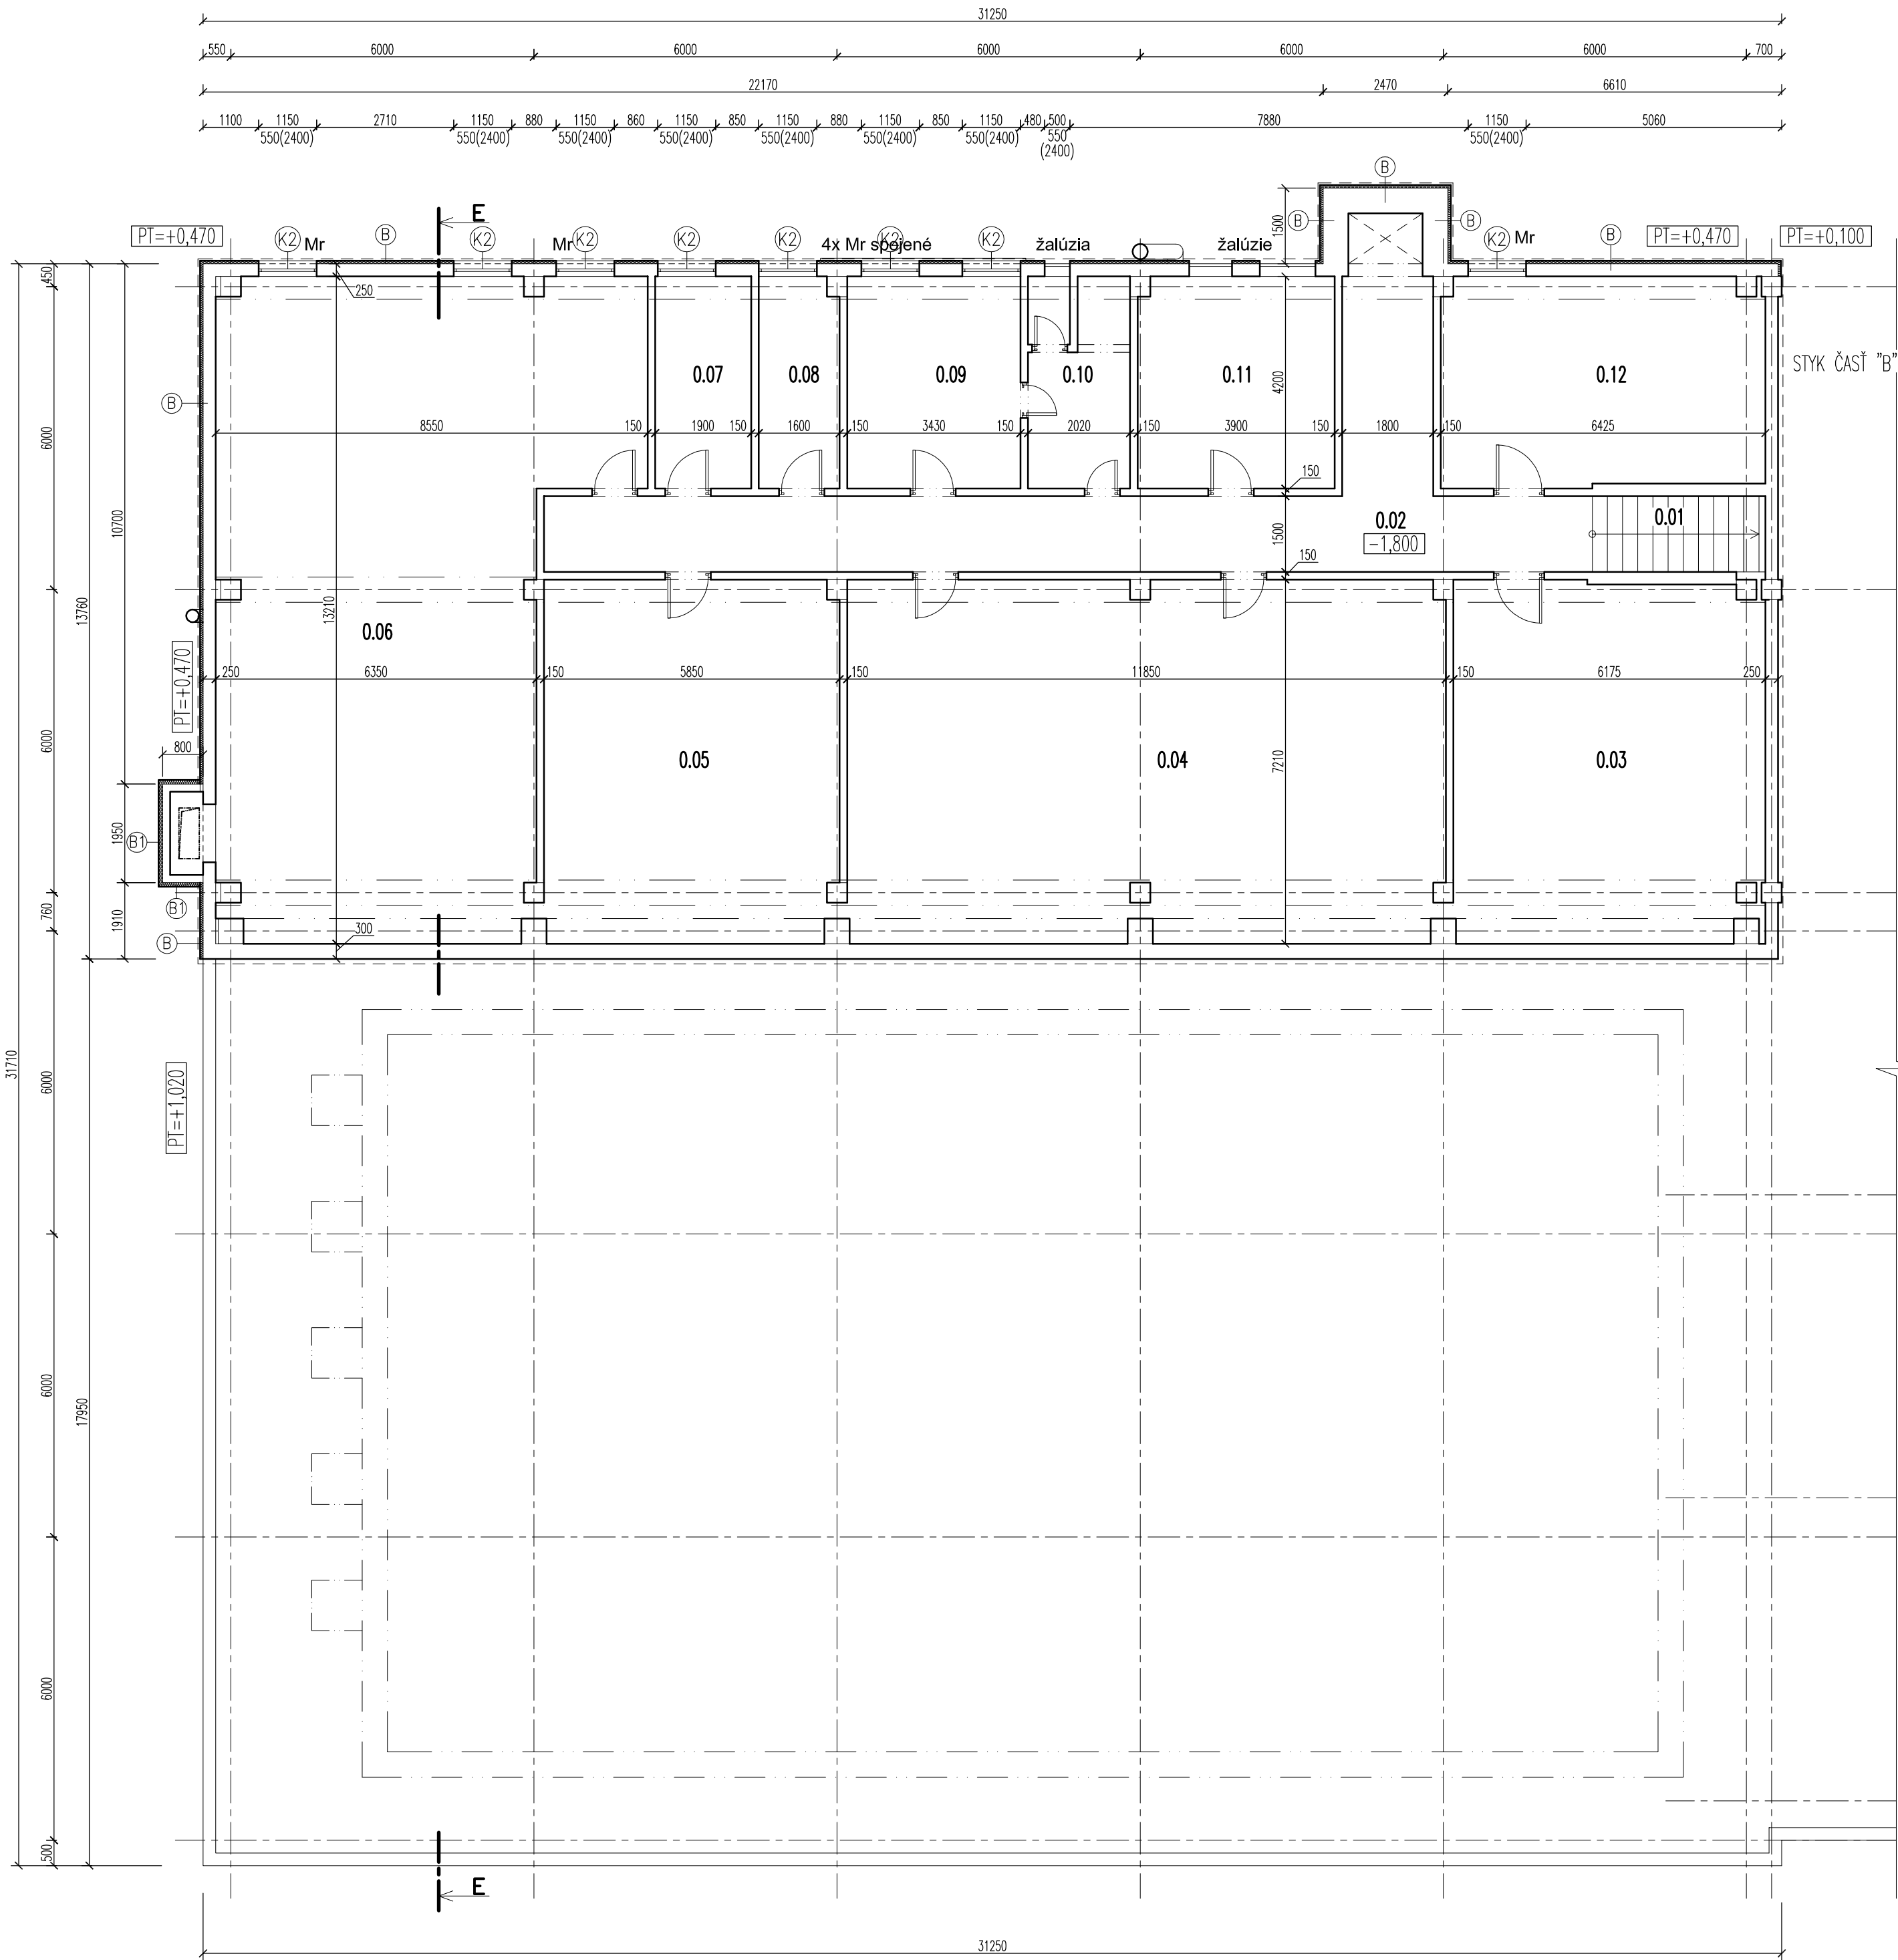 31250
550 6000 6000 6000 6000 6000 700
22170 2470 6610
1100 1150 2710 1150 880 1150 860 1150 850 1150 880 1150 850 1150 480 500 7880 1150 5060
550(2400) 550(2400) 550(2400) 550(2400) 550(2400) 550(2400) 550(2400) 550 550(2400)
(2400)
B
E
1500
B B
PT=+0,470 K2 Mr B K2 Mr K2 K2 K2 4x Mr spojené K2 K2 žalúzia žalúzie K2 Mr B PT=+0,470 PT=+0,100
450
250
STYK ČASŤ "B"
0.07 0.08 0.09 0.10 0.11 0.12
4200
B
8550 150 1900 150 1600 150 3430 150 2020 150 3900 150 1800 150 6425
6000
150
0.02 0.01
-1,800
1500
10700
150
13760
13210
0.06
PT=+0,470
250 6350 150 5850 150 11850 150 6175 250
6000
800
0.05 0.04 0.03
7210
1950
B1
B1
760
1910
300
B
31710
6000
PT=+1,020
6000
17950
6000
500
E
31250